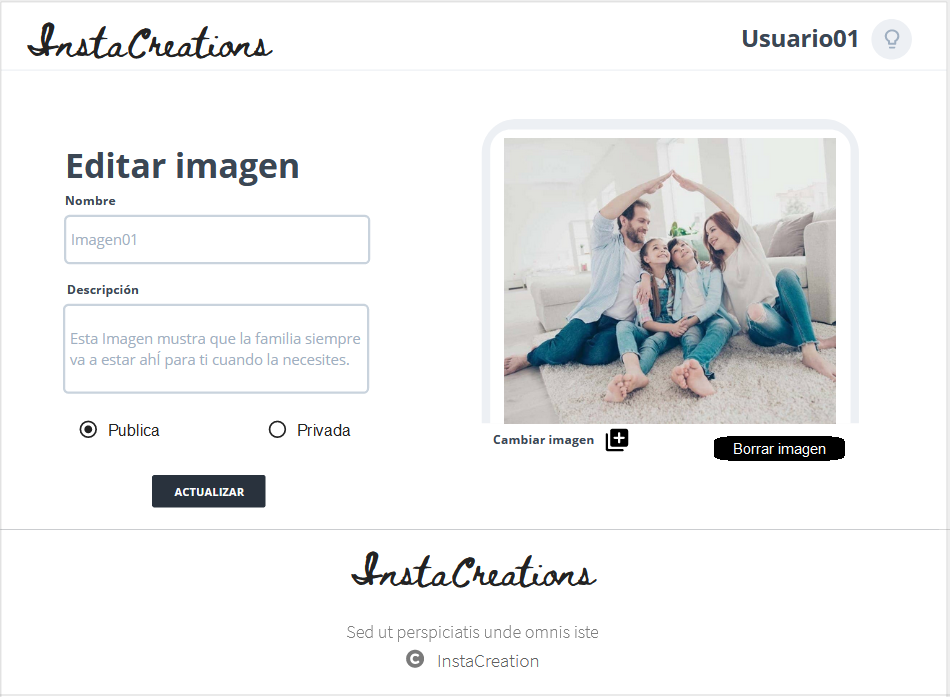 InstaCreations
Usuario01
Editar imagen
Nombre
Imagen01
Descripción
Esta Imagen mustra que la familia siempre
va a estar ahÍ para ti cuando la necesites.
Publica
Privada
ACTUALIZAR
Cambiar imagen
Borrar imagen
InstaCreations
Sed ut perspiciatis unde omnis iste
© InstaCreation